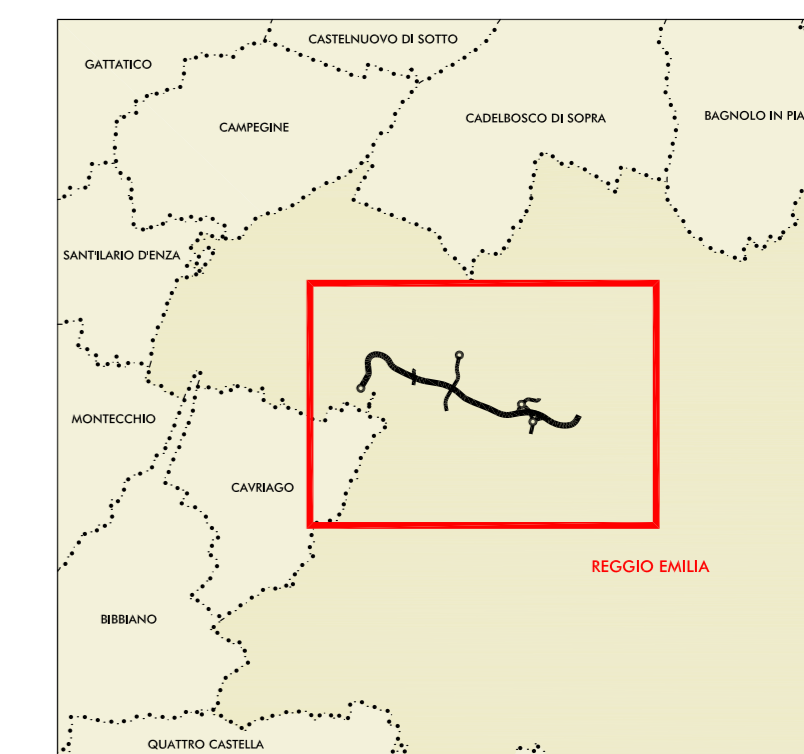 CASTELNUOVO DI SOTTO
GATTATICO
CADELBOSCO DI SOPRA
BAGNOLO IN PIA
CAMPEGINE
SANT'ILARIO D'ENZA
MONTECCHIO
CAVRIAGO
REGGIO EMILIA
BIBBIANO
QUATTRO CASTELLA